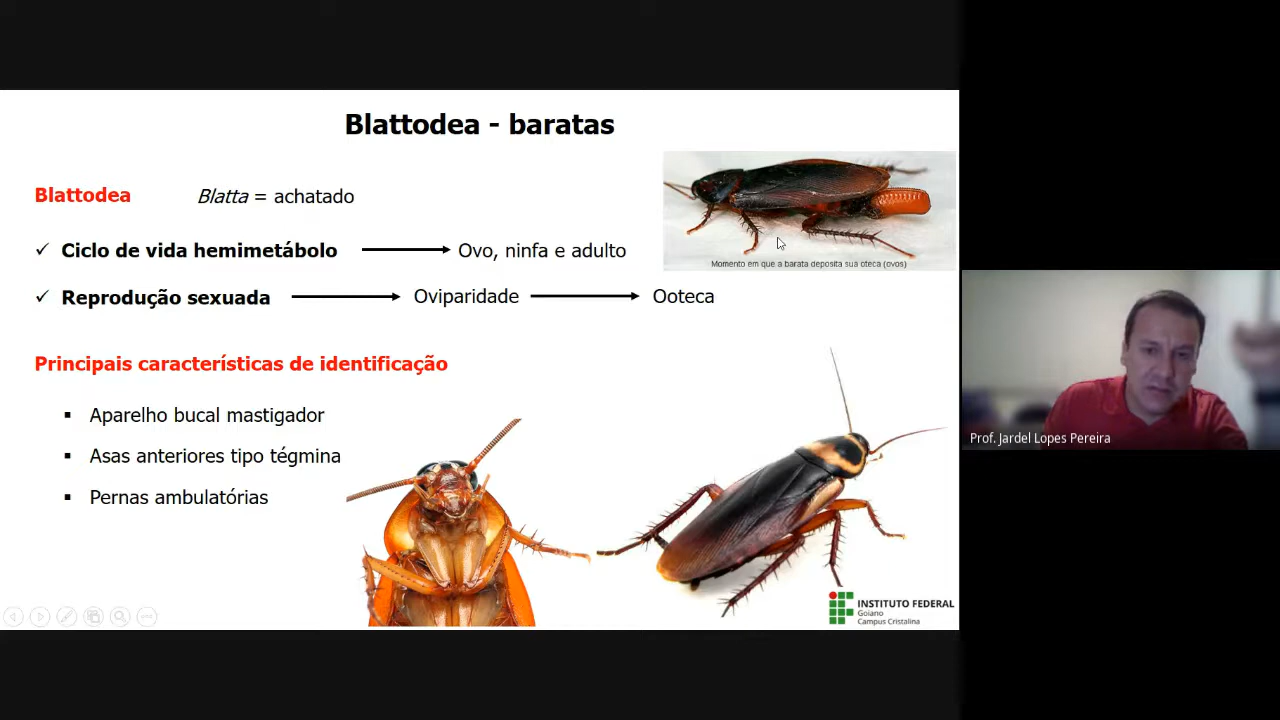 Blattodea - baratas
Blattodea Blatta = achatado
✓ Ciclo de vida hemimetábolo Ovo, ninfa e adulto
Momento em que a barata deposita sua oteca (ovos)
✓ Reprodução sexuada Oviparidade Ooteca
Principais características de identificação
▪ Aparelho bucal mastigador
▪ Asas anteriores tipo tégmina
▪ Pernas ambulatórias
INSTITUTO FEDERAL
Goiano
Campus Cristalina
Prof. Jardel Lopes Pereira